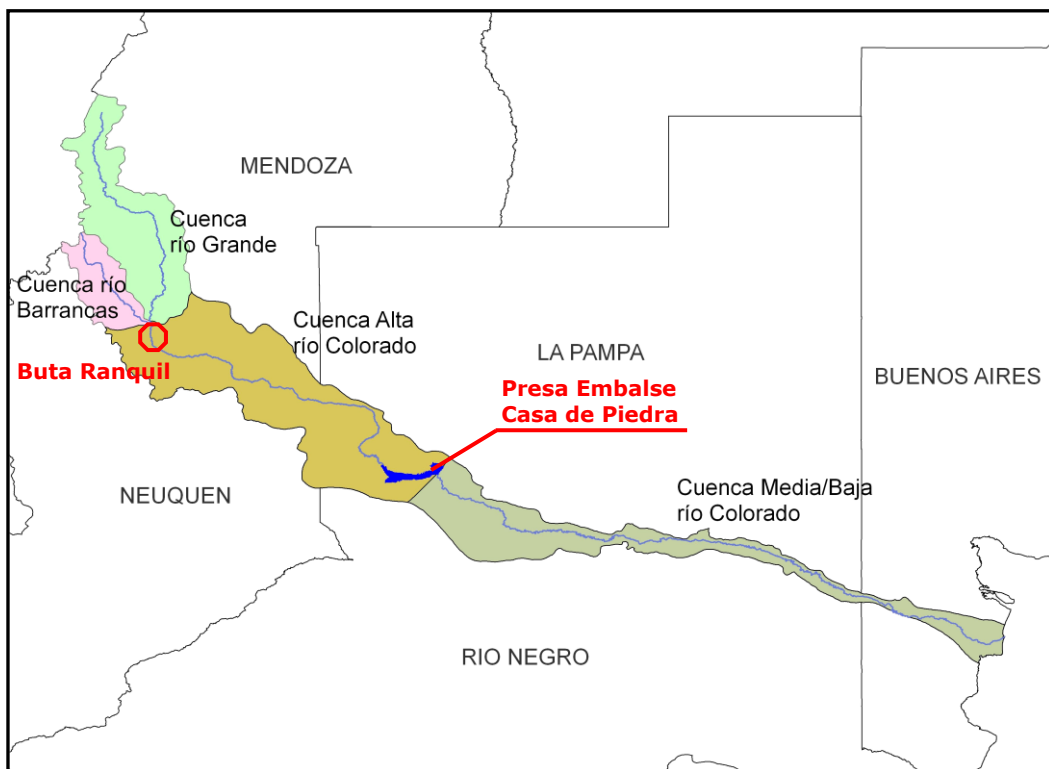 MENDOZA
Cuenca
río Grande
Cuenca río
Barrancas
Cuenca Alta
río Colorado
LA PAMPA
Buta Ranquil
Presa Embalse
Casa de Piedra
BUENOS AIRES
NEUQUEN
Cuenca Media/Baja
río Colorado
RIO NEGRO